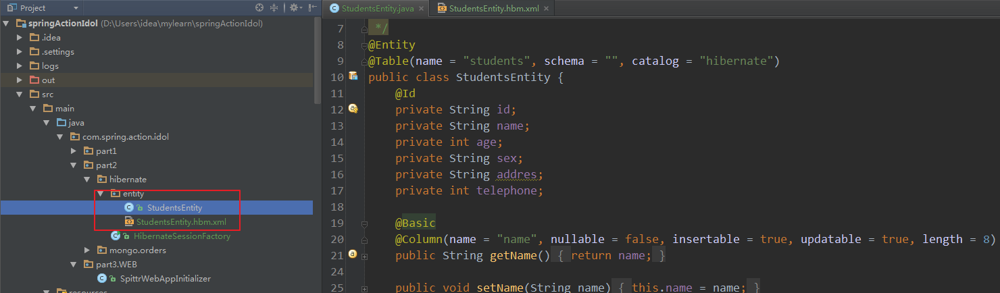 Project
springActionIdol (D:\Users\idea\mylearn\springActionIdol)
.idea
.settings
logs
out
src
main
java
com.spring.action.idol
part1
part2
hibernate
entity
StudentsEntity
StudentsEntity.hbm.xml
HibernateSessionFactory
mongo.orders
part3.WEB
SpittrWebAppInitializer
resources
StudentsEntity.java
StudentsEntity.hbm.xml
7 */
8 @Entity
9 @Table(name = "students", schema = "", catalog = "hibernate")
10 public class StudentsEntity {
11 @Id
12 private String id;
13 private String name;
14 private int age;
15 private String sex;
16 private String addres;
17 private int telephone;
18
19 @Basic
20 @Column(name = "name", nullable = false, insertable = true, updatable = true, length = 8)
21 public String getName() { return name; }
24
25 public void setName(String name) { this.name = name; }